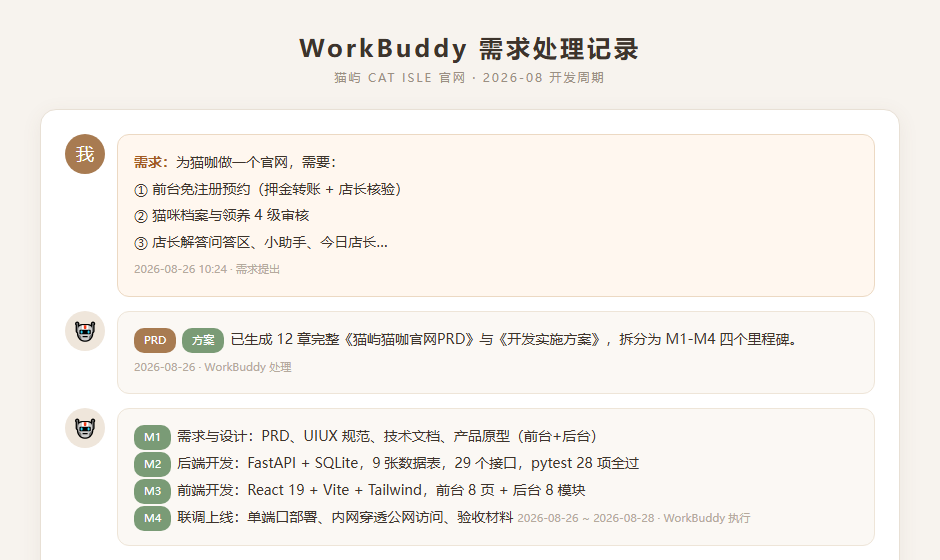 WorkBuddy 需求处理记录
猫屿 CAT ISLE 官网 · 2026-08 开发周期
我
需求：为猫咖做一个官网，需要：
① 前台免注册预约（押金转账 + 店长核验）
② 猫咪档案与领养 4 级审核
③ 店长解答问答区、小助手、今日店长...
2026-08-26 10:24 · 需求提出
PRD 方案 已生成 12 章完整《猫屿猫咖官网PRD》与《开发实施方案》，拆分为 M1-M4 四个里程碑。
2026-08-26 · WorkBuddy 处理
M1 需求与设计：PRD、UIUX 规范、技术文档、产品原型（前台+后台）
M2 后端开发：FastAPI + SQLite，9 张数据表，29 个接口，pytest 28 项全过
M3 前端开发：React 19 + Vite + Tailwind，前台 8 页 + 后台 8 模块
M4 联调上线：单端口部署、内网穿透公网访问、验收材料 2026-08-26 ~ 2026-08-28 · WorkBuddy 执行